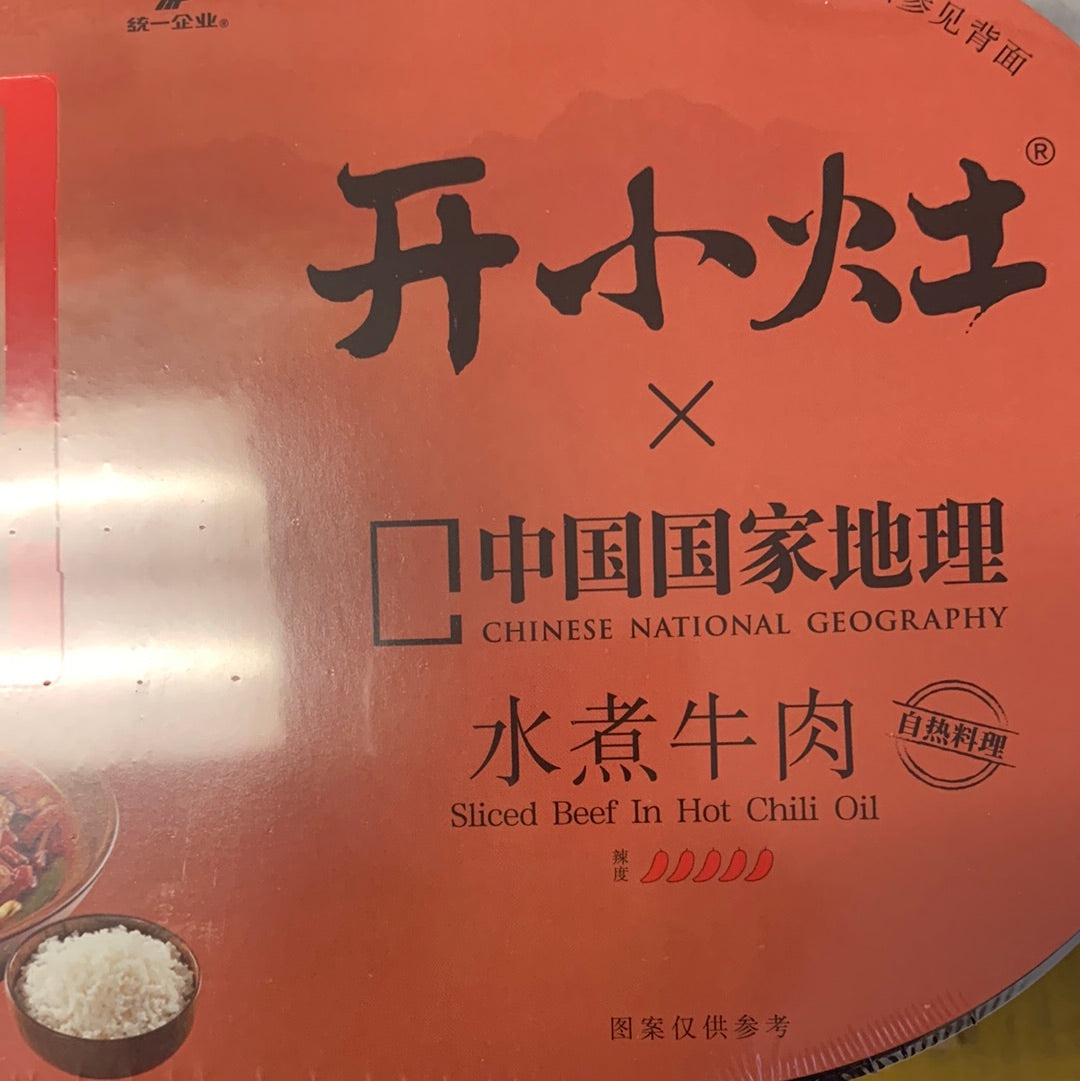 统一企业®
参见背面
开小灶®
×
中国国家地理
CHINESE NATIONAL GEOGRAPHY
水煮牛肉
自热料理
Sliced Beef In Hot Chili Oil
辣度
图案仅供参考